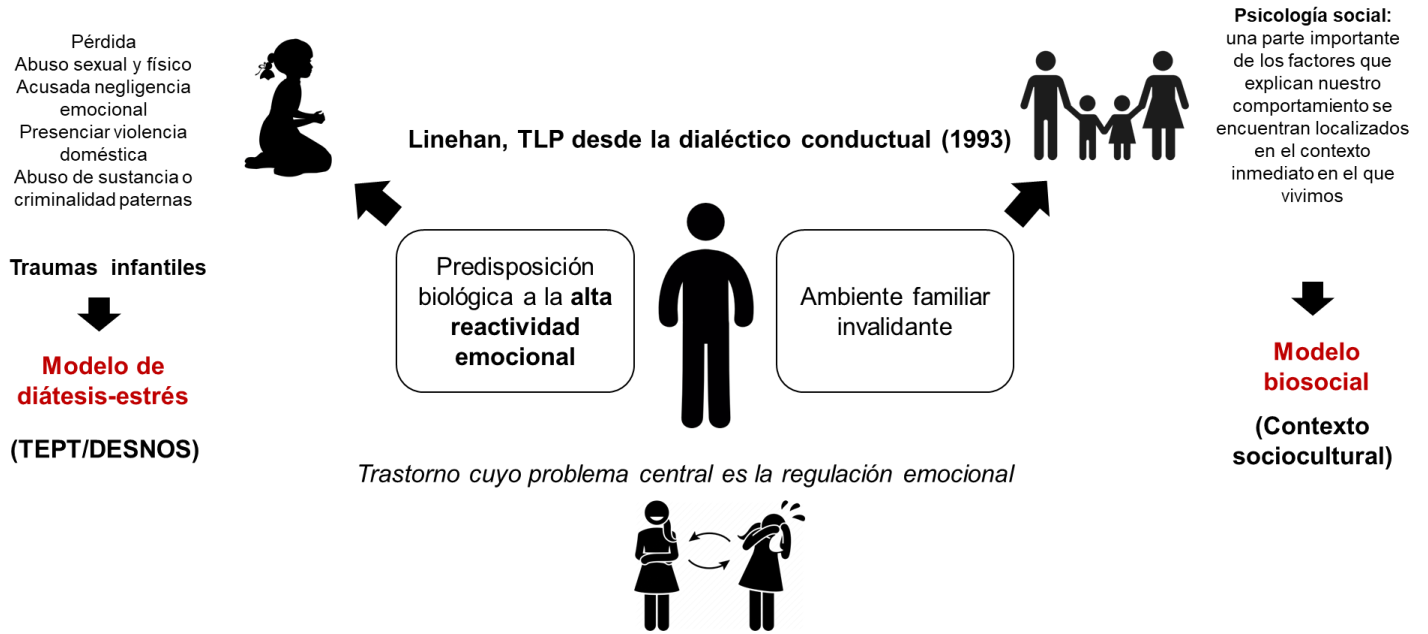 Pérdida
Abuso sexual y físico
Acusada negligencia
emocional
Presenciar violencia
doméstica
Abuso de sustancia o
criminalidad paternas
Traumas infantiles
Modelo de
diátesis-estrés
(TEPT/DESNOS)
Linehan, TLP desde la dialéctico conductual (1993)
Predisposición
biológica a la alta
reactividad
emocional
Ambiente familiar
invalidante
Trastorno cuyo problema central es la regulación emocional
Psicología social:
una parte importante
de los factores que
explican nuestro
comportamiento se
encuentran localizados
en el contexto
inmediato en el que
vivimos
Modelo
biosocial
(Contexto
sociocultural)